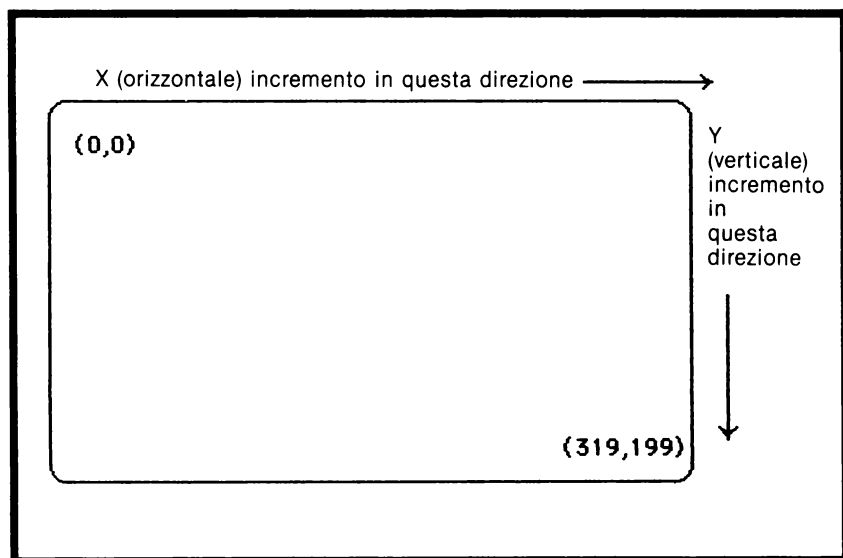 X (orizzontale) incremento in questa direzione
(0,0)
Y
(verticale)
incremento
in
questa
direzione
(319,199)